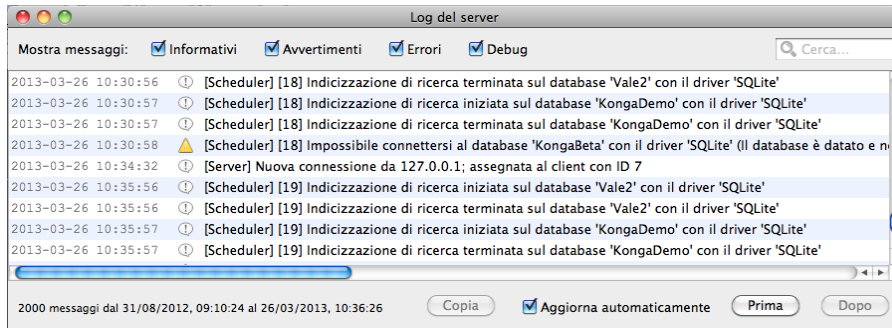 Log del server
Mostra messaggi: Informativi Avvertimenti Errori Debug Cerca...
2013-03-26 10:30:56 [Scheduler] [18] Indicizzazione di ricerca terminata sul database 'Vale2' con il driver 'SQLite'
2013-03-26 10:30:57 [Scheduler] [18] Indicizzazione di ricerca iniziata sul database 'KongaDemo' con il driver 'SQLite'
2013-03-26 10:30:57 [Scheduler] [18] Indicizzazione di ricerca terminata sul database 'KongaDemo' con il driver 'SQLite'
2013-03-26 10:30:58 [Scheduler] [18] Impossibile connettersi al database 'KongaBeta' con il driver 'SQLite' (Il database è datato e
2013-03-26 10:34:32 [Server] Nuova connessione da 127.0.0.1; assegnata al client con ID 7
2013-03-26 10:35:56 [Scheduler] [19] Indicizzazione di ricerca iniziata sul database 'Vale2' con il driver 'SQLite'
2013-03-26 10:35:56 [Scheduler] [19] Indicizzazione di ricerca terminata sul database 'Vale2' con il driver 'SQLite'
2013-03-26 10:35:57 [Scheduler] [19] Indicizzazione di ricerca iniziata sul database 'KongaDemo' con il driver 'SQLite'
2013-03-26 10:35:57 [Scheduler] [19] Indicizzazione di ricerca terminata sul database 'KongaDemo' con il driver 'SQLite'
2000 messaggi dal 31/08/2012, 09:10:24 al 26/03/2013, 10:36:26 Copia Aggiorna automaticamente Prima Dopo